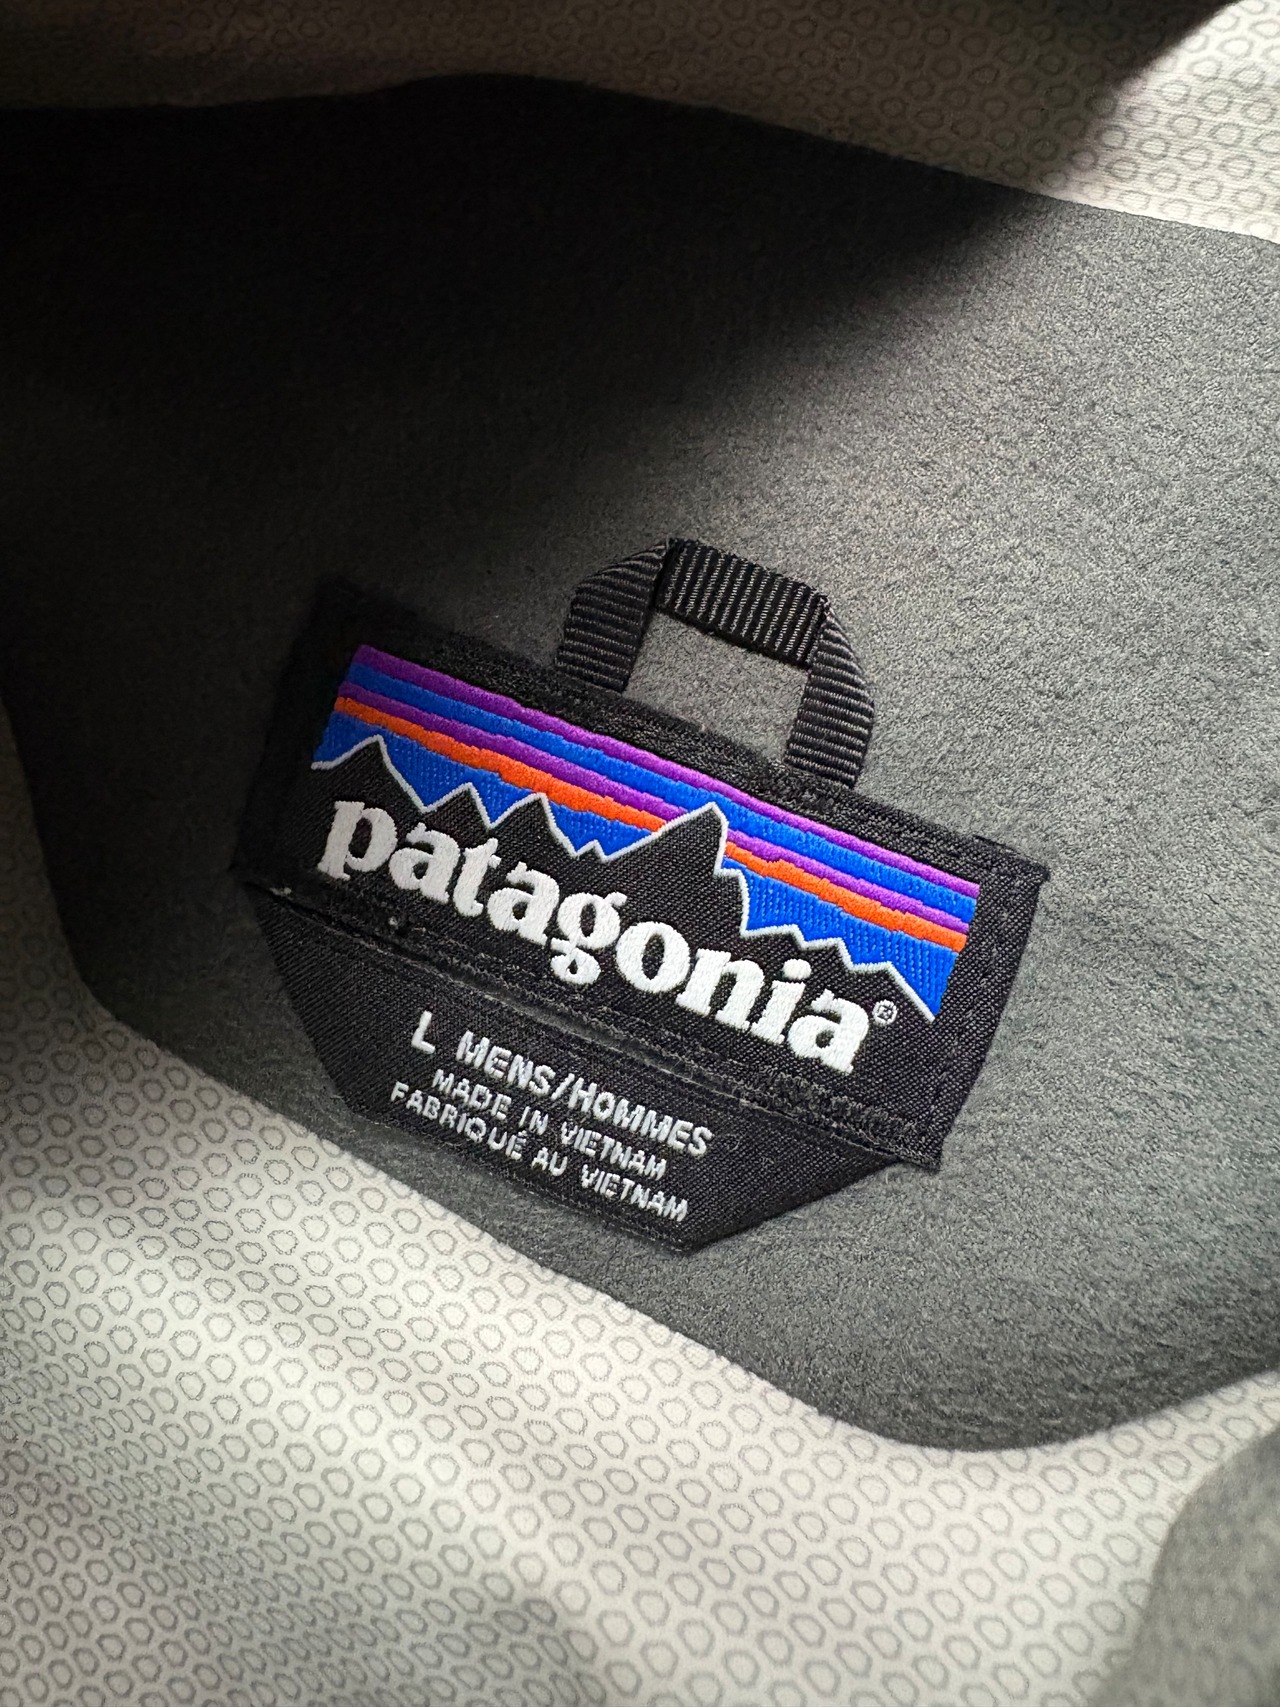 patagonia®
L MENS/HOMMES
MADE IN VIETNAM
FABRIQUÉ AU VIETNAM